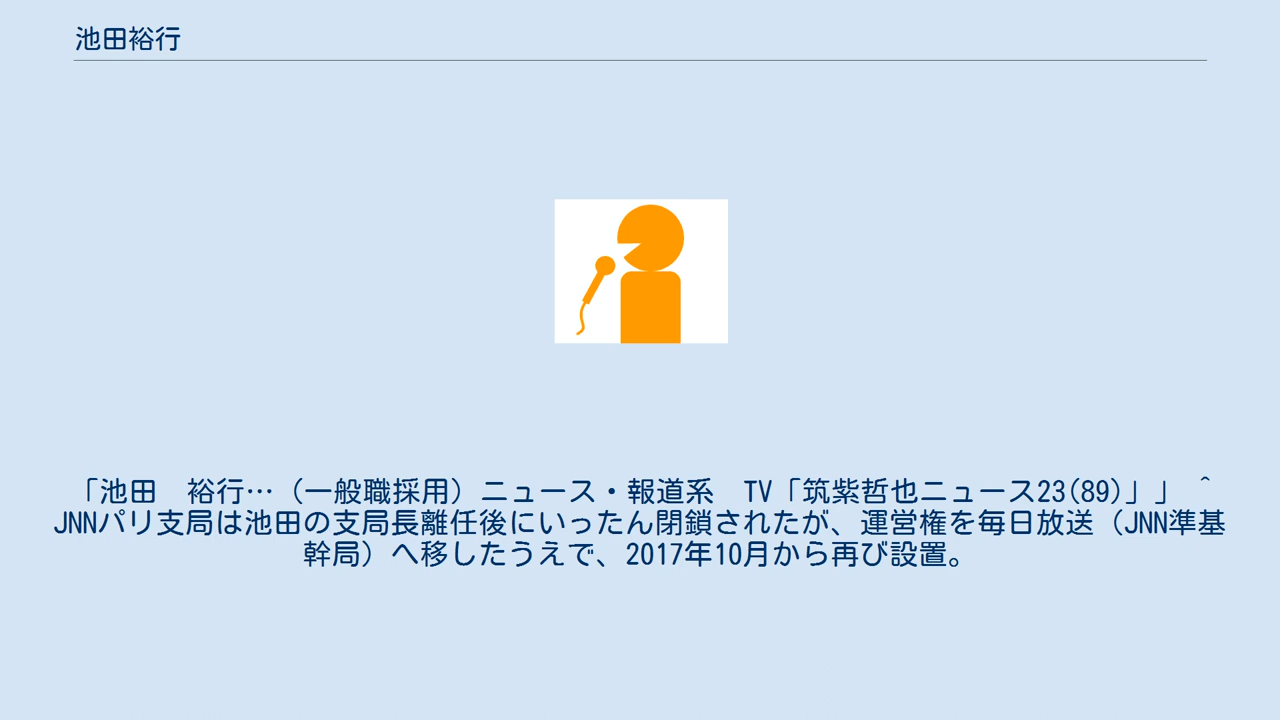 池田裕行
「池田　裕行…（一般職採用）ニュース・報道系　TV「筑紫哲也ニュース23(89)」」 ^
JNNパリ支局は池田の支局長離任後にいったん閉鎖されたが、運営権を毎日放送（JNN準基
幹局）へ移したうえで、2017年10月から再び設置。